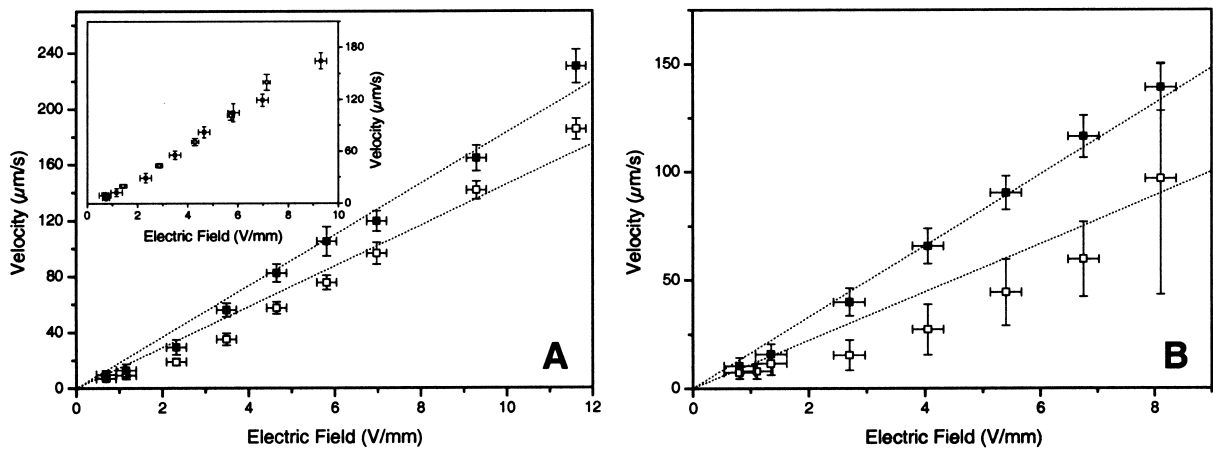 240
200
160
120
80
40
0
Velocity (µm/s)
0 2 4 6 8 10 12
Electric Field (V/mm)
A
180
120
60
0
Velocity (µm/s)
0 2 4 6 8 10
Electric Field (V/mm)
150
100
50
0
Velocity (µm/s)
0 2 4 6 8
Electric Field (V/mm)
B